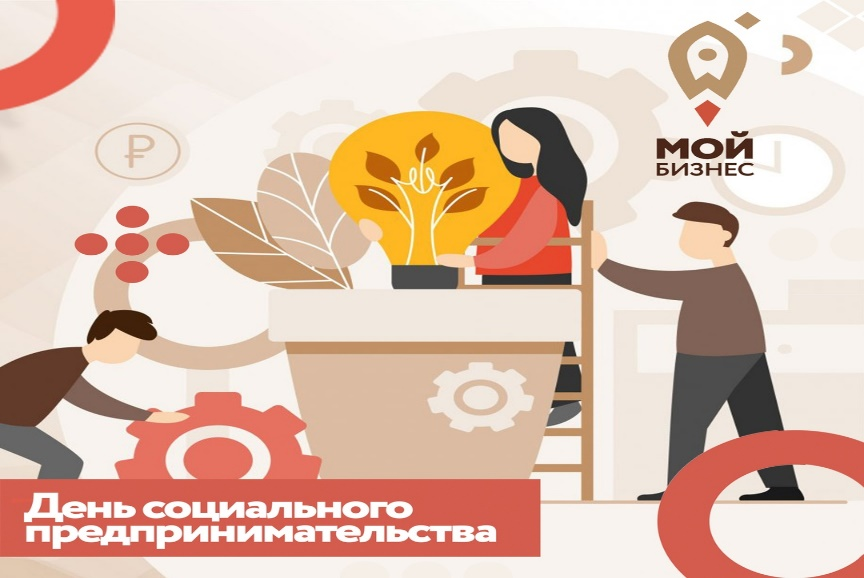 МОЙ
БИЗНЕС
₽
День социального
предпринимательства